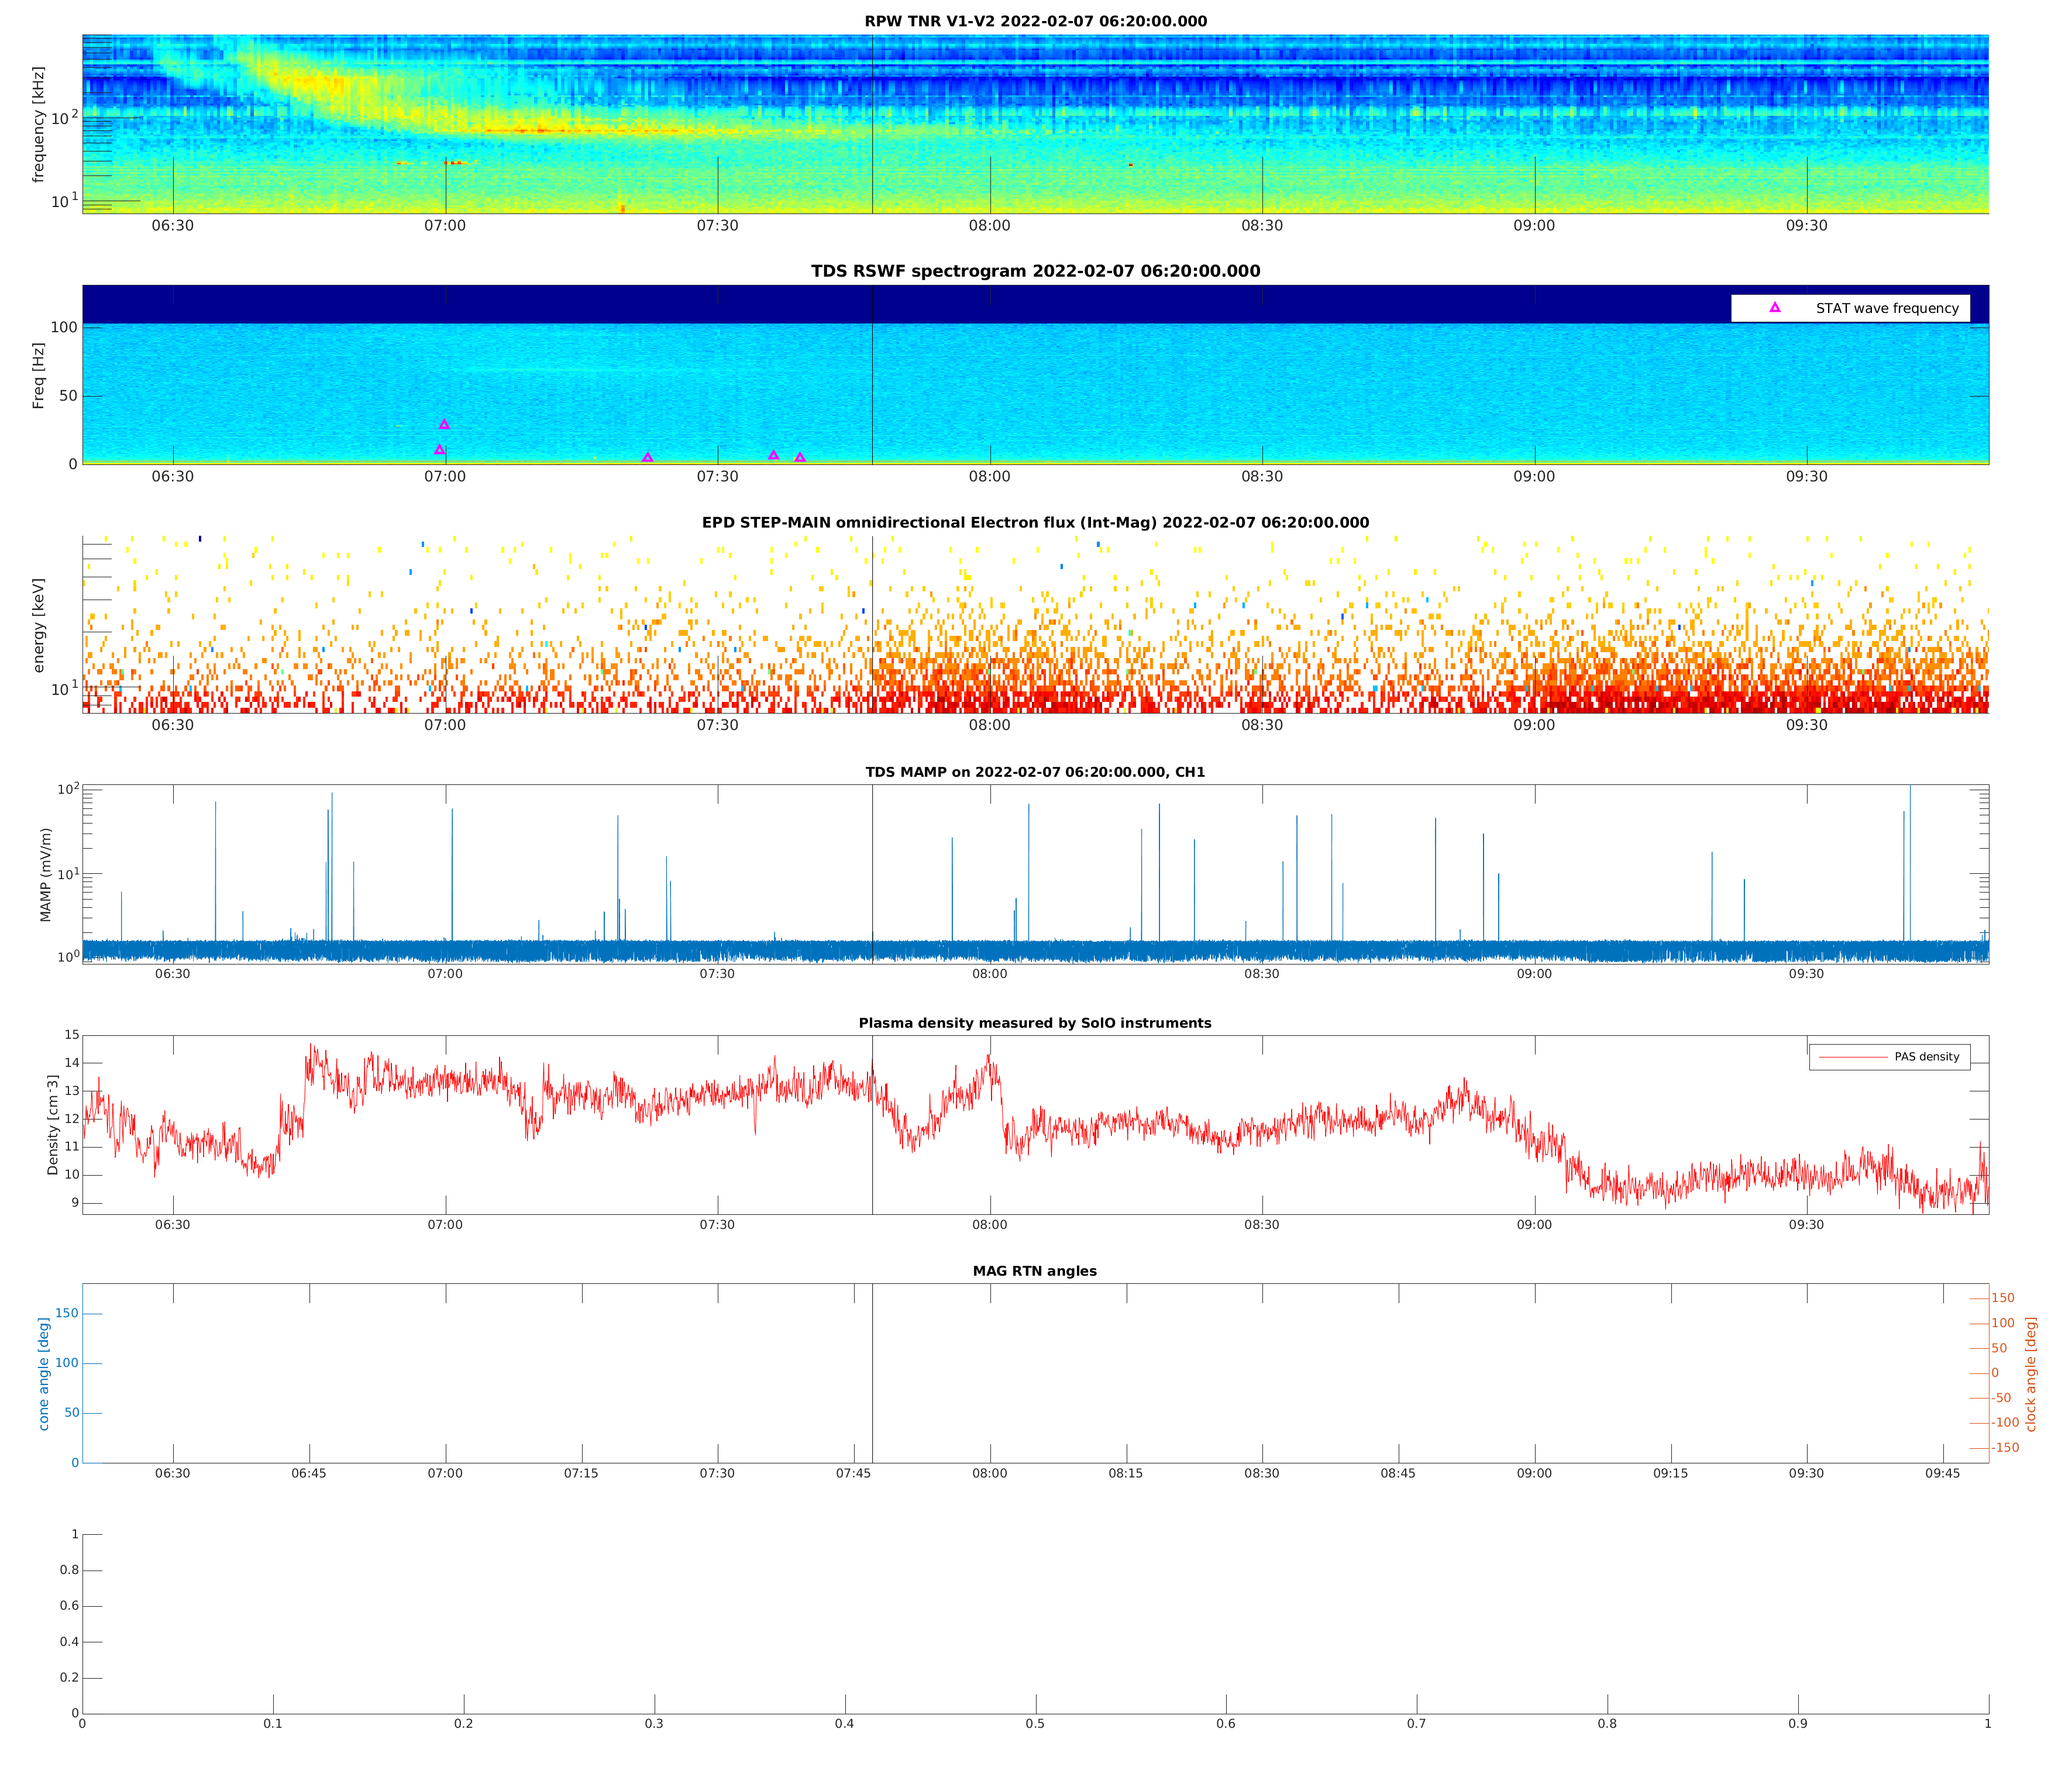 RPW TNR V1-V2 2022-02-07 06:20:00.000
frequency [kHz]
10^2
10^1
06:30 07:00 07:30 08:00 08:30 09:00 09:30
TDS RSWF spectrogram 2022-02-07 06:20:00.000
STAT wave frequency
Freq [Hz]
100
50
0
06:30 07:00 07:30 08:00 08:30 09:00 09:30
EPD STEP-MAIN omnidirectional Electron flux (Int-Mag) 2022-02-07 06:20:00.000
energy [keV]
10^1
06:30 07:00 07:30 08:00 08:30 09:00 09:30
TDS MAMP on 2022-02-07 06:20:00.000, CH1
MAMP (mV/m)
10^2
10^1
10^0
06:30 07:00 07:30 08:00 08:30 09:00 09:30
Plasma density measured by SolO instruments
PAS density
Density [cm-3]
15
14
13
12
11
10
9
06:30 07:00 07:30 08:00 08:30 09:00 09:30
MAG RTN angles
cone angle [deg]
150
100
50
0
clock angle [deg]
150
100
50
0
-50
-100
-150
06:30 06:45 07:00 07:15 07:30 07:45 08:00 08:15 08:30 08:45 09:00 09:15 09:30 09:45
1
0.8
0.6
0.4
0.2
0
0 0.1 0.2 0.3 0.4 0.5 0.6 0.7 0.8 0.9 1